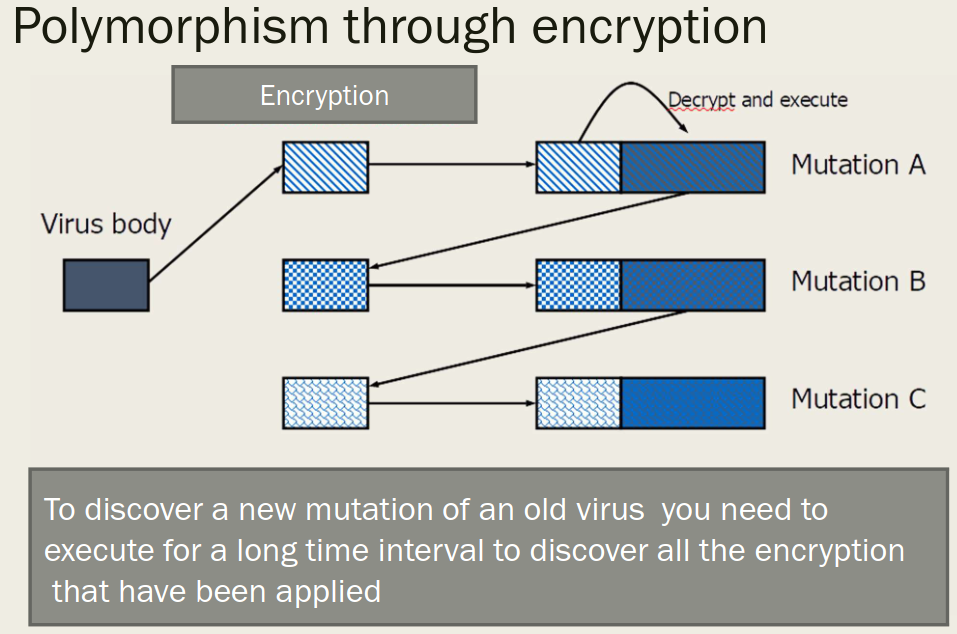 Polymorphism through encryption
Encryption
Decrypt and execute
Mutation A
Virus body
Mutation B
Mutation C
To discover a new mutation of an old virus  you need to
execute for a long time interval to discover all the encryption
that have been applied